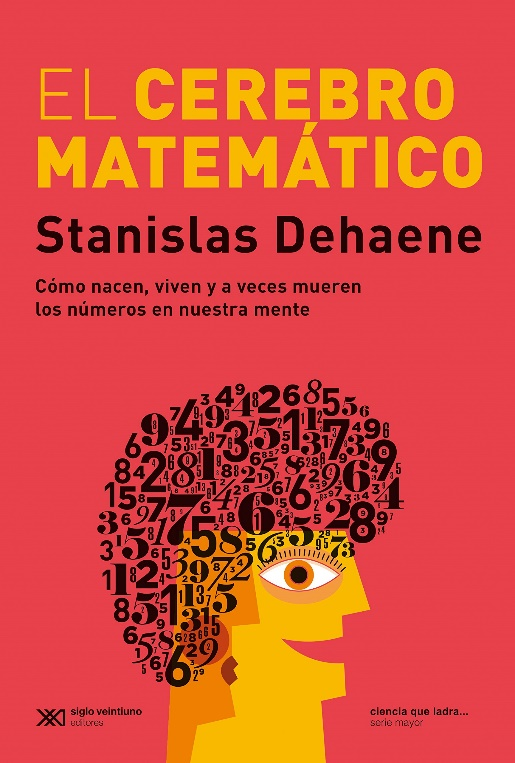 EL CEREBRO
MATEMÁTICO
Stanislas Dehaene
Cómo nacen, viven y a veces mueren
los números en nuestra mente
siglo veintiuno
editores
ciencia que ladra...
serie mayor